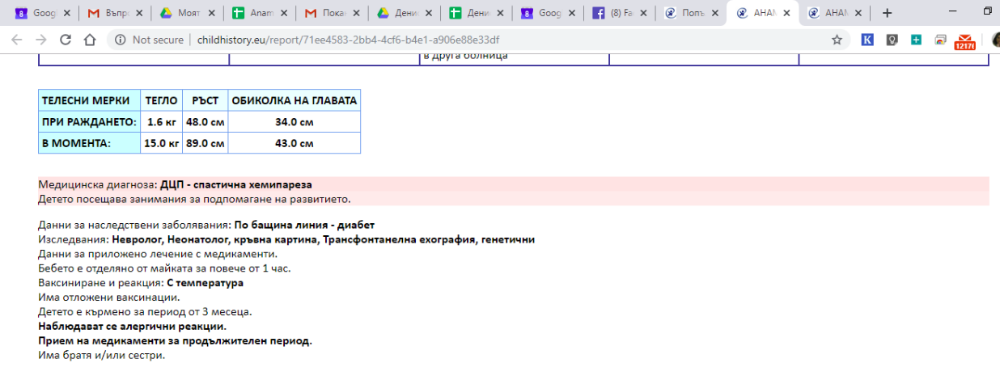 Goog
Въпр
Моят
Anam
Пока
Дени
Дени
Goog
(8) Fa
Попъ
АНАМ
АНАМ
Not secure | childhistory.eu/report/71ee4583-2bb4-4cf6-b4e1-a906e88e33df
в друга болница
ТЕЛЕСНИ МЕРКИ ТЕГЛО РЪСТ ОБИКОЛКА НА ГЛАВАТА
ПРИ РАЖДАНЕТО: 1.6 кг 48.0 см 34.0 см
В МОМЕНТА: 15.0 кг 89.0 см 43.0 см
Медицинска диагноза: ДЦП - спастична хемипареза
Детето посещава занимания за подпомагане на развитието.
Данни за наследствени заболявания: По бащина линия - диабет
Изследвания: Невролог, Неонатолог, кръвна картина, Трансфонтанелна ехография, генетични
Данни за приложено лечение с медикаменти.
Бебето е отделяно от майката за повече от 1 час.
Ваксиниране и реакция: С температура
Има отложени ваксинации.
Детето е кърмено за период от 3 месеца.
Наблюдават се алергични реакции.
Прием на медикаменти за продължителен период.
Има братя и/или сестри.